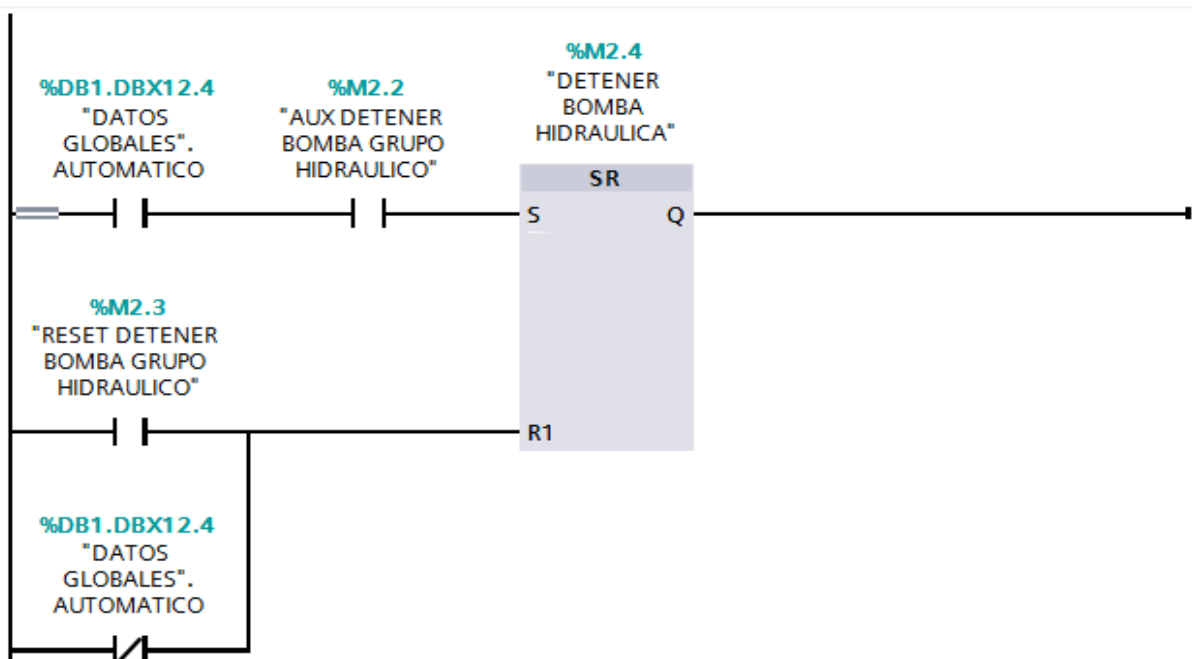 %M2.4
"DETENER
BOMBA
HIDRAULICA"
%DB1.DBX12.4
"DATOS
GLOBALES".
AUTOMATICO
%M2.2
"AUX DETENER
BOMBA GRUPO
HIDRAULICO"
SR
S
Q
%M2.3
"RESET DETENER
BOMBA GRUPO
HIDRAULICO"
R1
%DB1.DBX12.4
"DATOS
GLOBALES".
AUTOMATICO